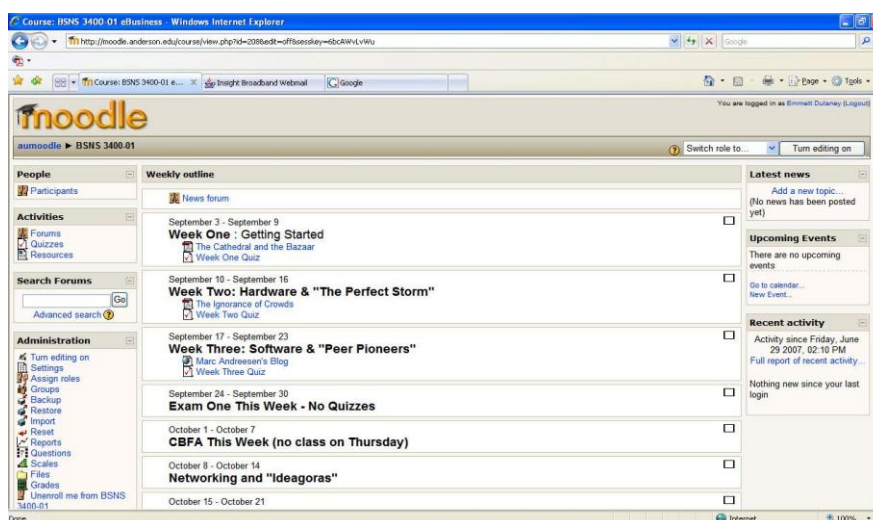 Course: BSNS 3400-01 eBusiness - Windows Internet Explorer
http://moodle.anderson.edu/course/view.php?id=208&edit=off&sesskey=6bcAWvLvWu
Google
Course: BSNS 3400-01 e...
Insight Broadband Webmail
Google
Page
Tools
moodle
You are logged in as Emmett Dulaney (Logout)
aumoodle ► BSNS 3400-01
Switch role to...
Turn editing on
People
Participants
Activities
Forums
Quizzes
Resources
Search Forums
Go
Advanced search
Administration
Turn editing on
Settings
Assign roles
Groups
Backup
Restore
Import
Reset
Reports
Questions
Scales
Files
Grades
Unenroll me from BSNS
3400-01
Weekly outline
News forum
September 3 - September 9
Week One : Getting Started
The Cathedral and the Bazaar
Week One Quiz
September 10 - September 16
Week Two: Hardware & "The Perfect Storm"
The Ignorance of Crowds
Week Two Quiz
September 17 - September 23
Week Three: Software & "Peer Pioneers"
Marc Andreesen's Blog
Week Three Quiz
September 24 - September 30
Exam One This Week - No Quizzes
October 1 - October 7
CBFA This Week (no class on Thursday)
October 8 - October 14
Networking and "Ideagoras"
October 15 - October 21
Latest news
Add a new topic...
(No news has been posted
yet)
Upcoming Events
There are no upcoming
events
Go to calendar...
New Event...
Recent activity
Activity since Friday, June
29 2007, 02:10 PM
Full report of recent activity...
Nothing new since your last
login
Done
Internet
100%